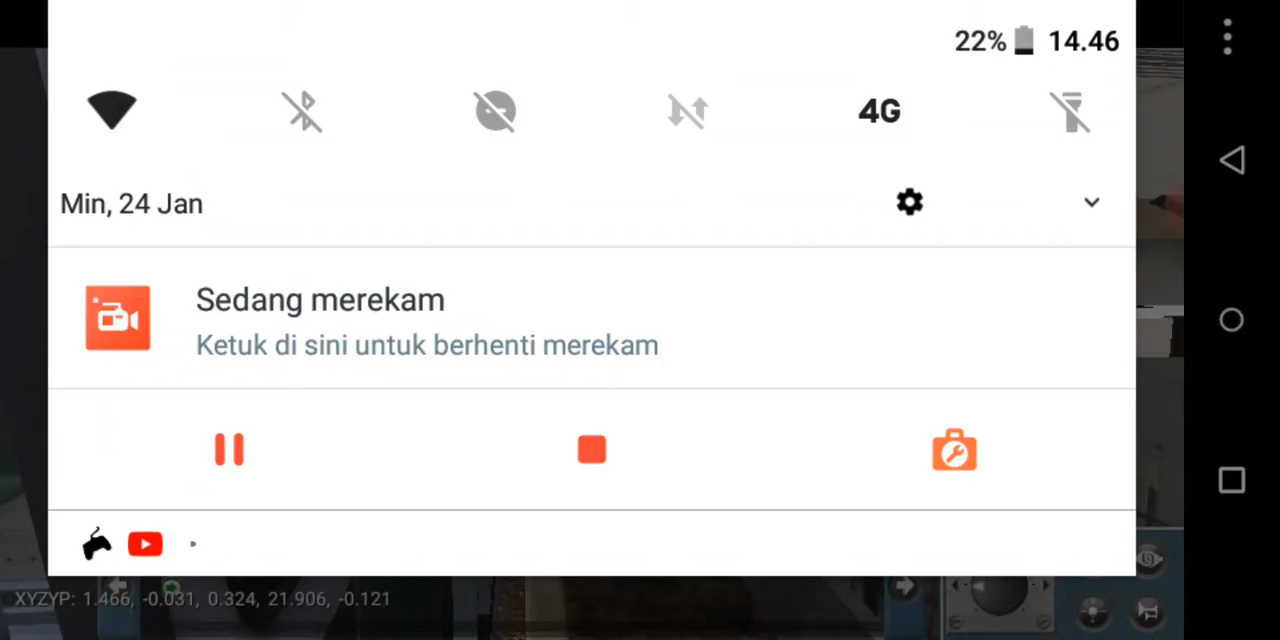 22% 14.46
4G
Min, 24 Jan
Sedang merekam
Ketuk di sini untuk berhenti merekam
XYZYP: 1.466, -0.031, 0.324, 21.906, -0.121